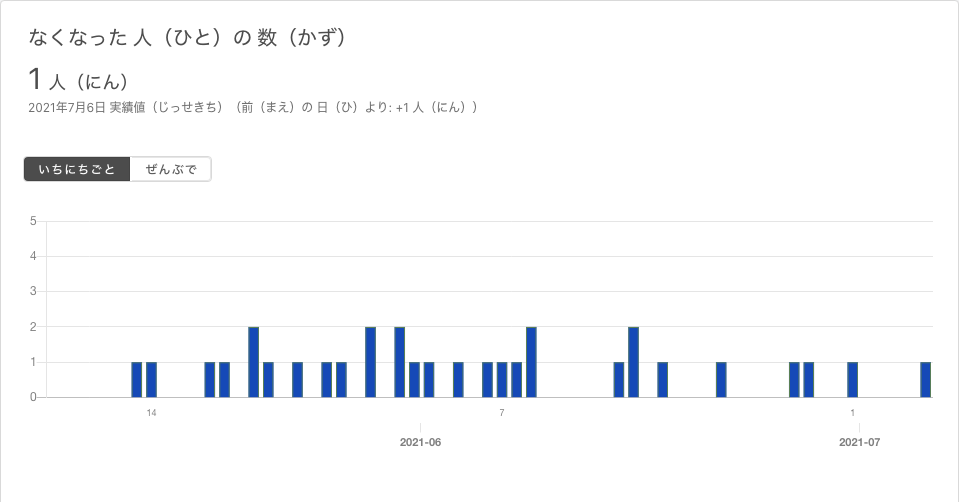 なくなった 人（ひと）の 数（かず）
1 人（にん）
2021年7月6日 実績値（じっせきち）（前（まえ）の 日（ひ）より: +1 人（にん））
いちにちごと ぜんぶで
5
4
3
2
1
0
14 7 1
2021-06 2021-07